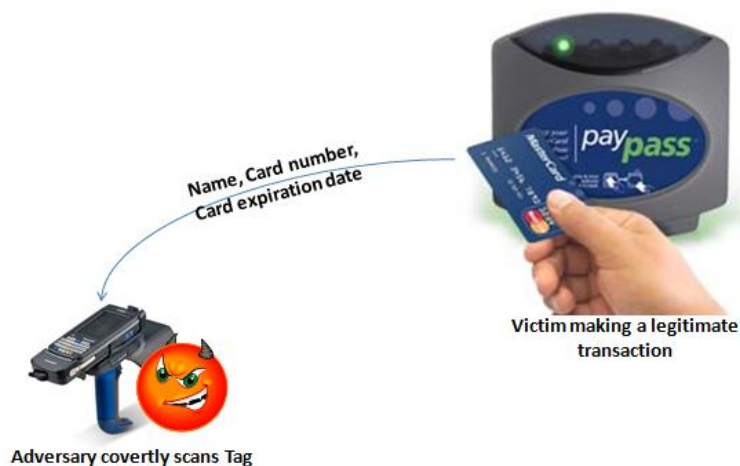 paypass
MasterCard
Name, Card number,
Card expiration date
Victim making a legitimate
transaction
Adversary covertly scans Tag